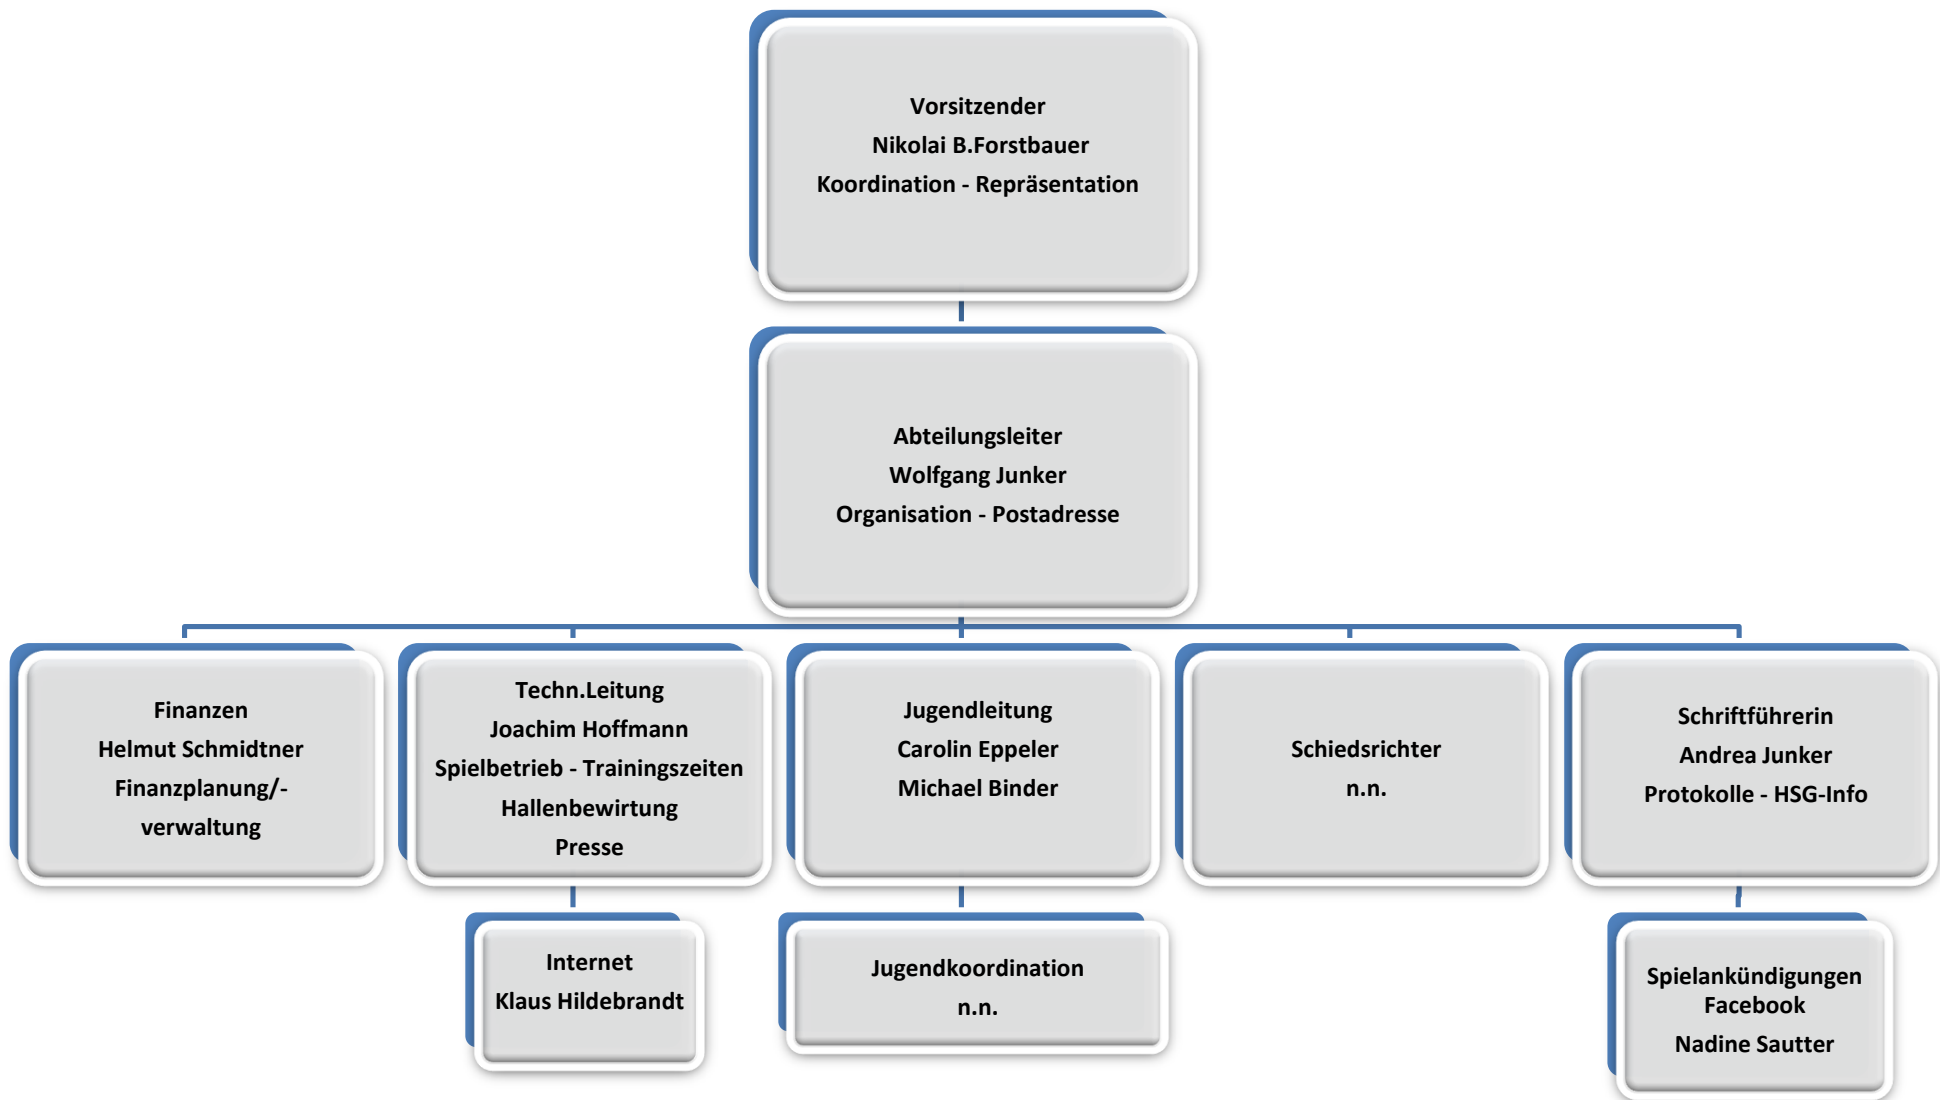 Vorsitzender
Nikolai B.Forstbauer
Koordination - Repräsentation
Abteilungsleiter
Wolfgang Junker
Organisation - Postadresse
Finanzen
Helmut Schmidtner
Finanzplanung/-
verwaltung
Techn.Leitung
Joachim Hoffmann
Spielbetrieb - Trainingszeiten
Hallenbewirtung
Presse
Jugendleitung
Carolin Eppeler
Michael Binder
Schiedsrichter
n.n.
Schriftführerin
Andrea Junker
Protokolle - HSG-Info
Internet
Klaus Hildebrandt
Jugendkoordination
n.n.
Spielankündigungen
Facebook
Nadine Sautter